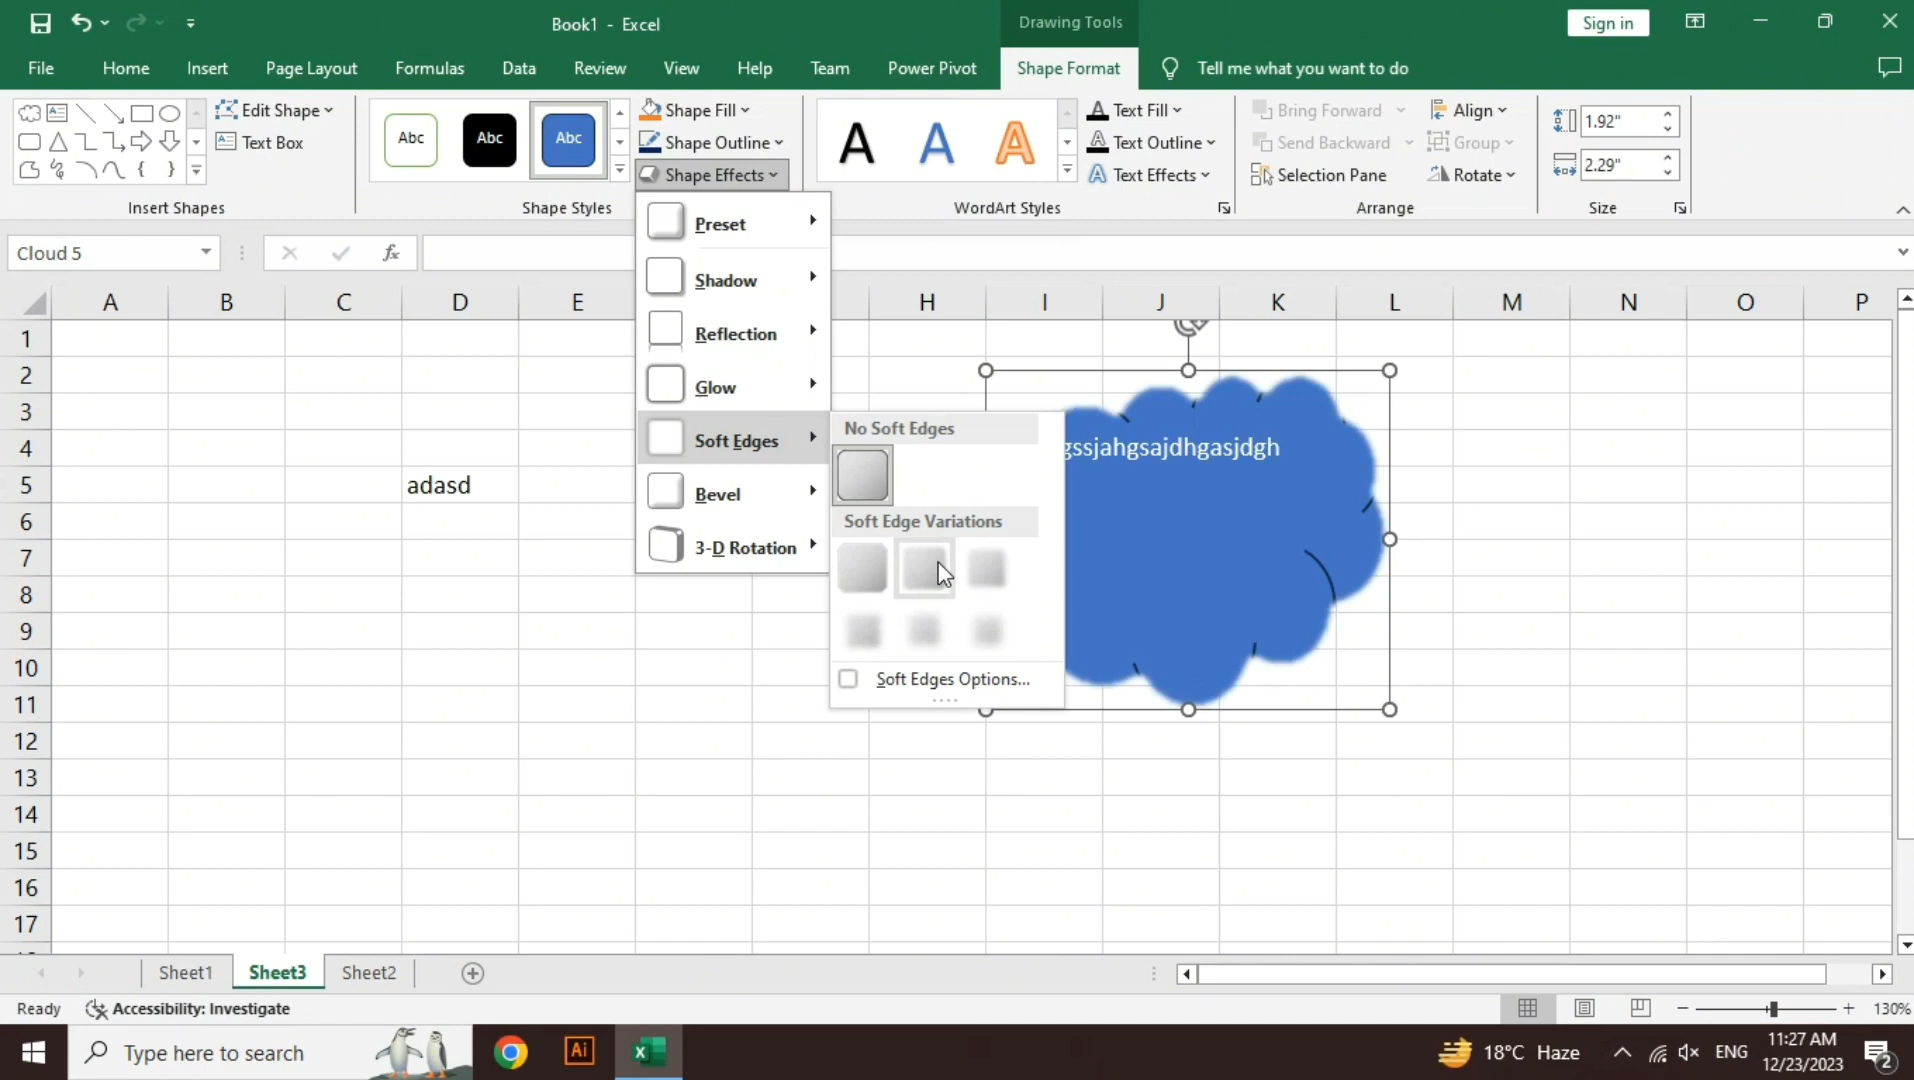 Book1 - Excel
Drawing Tools
Sign in
File Home Insert Page Layout Formulas Data Review View Help Team Power Pivot Shape Format Tell me what you want to do
Edit Shape
Text Box
Insert Shapes
Abc Abc Abc
Shape Fill
Shape Outline
Shape Effects
Shape Styles
A A A
Text Fill
Text Outline
Text Effects
WordArt Styles
Bring Forward
Send Backward
Selection Pane
Align
Group
Rotate
Arrange
1.92"
2.29"
Size
Cloud 5
fx
Preset
Shadow
Reflection
Glow
Soft Edges
Bevel
3-D Rotation
No Soft Edges
Soft Edge Variations
Soft Edges Options...
A B C D E H I J K L M N O P
1
2
3
4
5
6
7
8
9
10
11
12
13
14
15
16
17
adasd
gssjahgsajdhgasjdgh
Sheet1 Sheet3 Sheet2
Ready Accessibility: Investigate
130%
Type here to search
Ai
X
18°C Haze
ENG
11:27 AM
12/23/2023
2